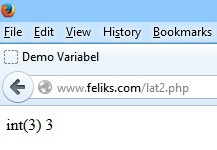 File Edit View History Bookmarks
Demo Variabel
www.feliks.com/lat2.php
int(3) 3